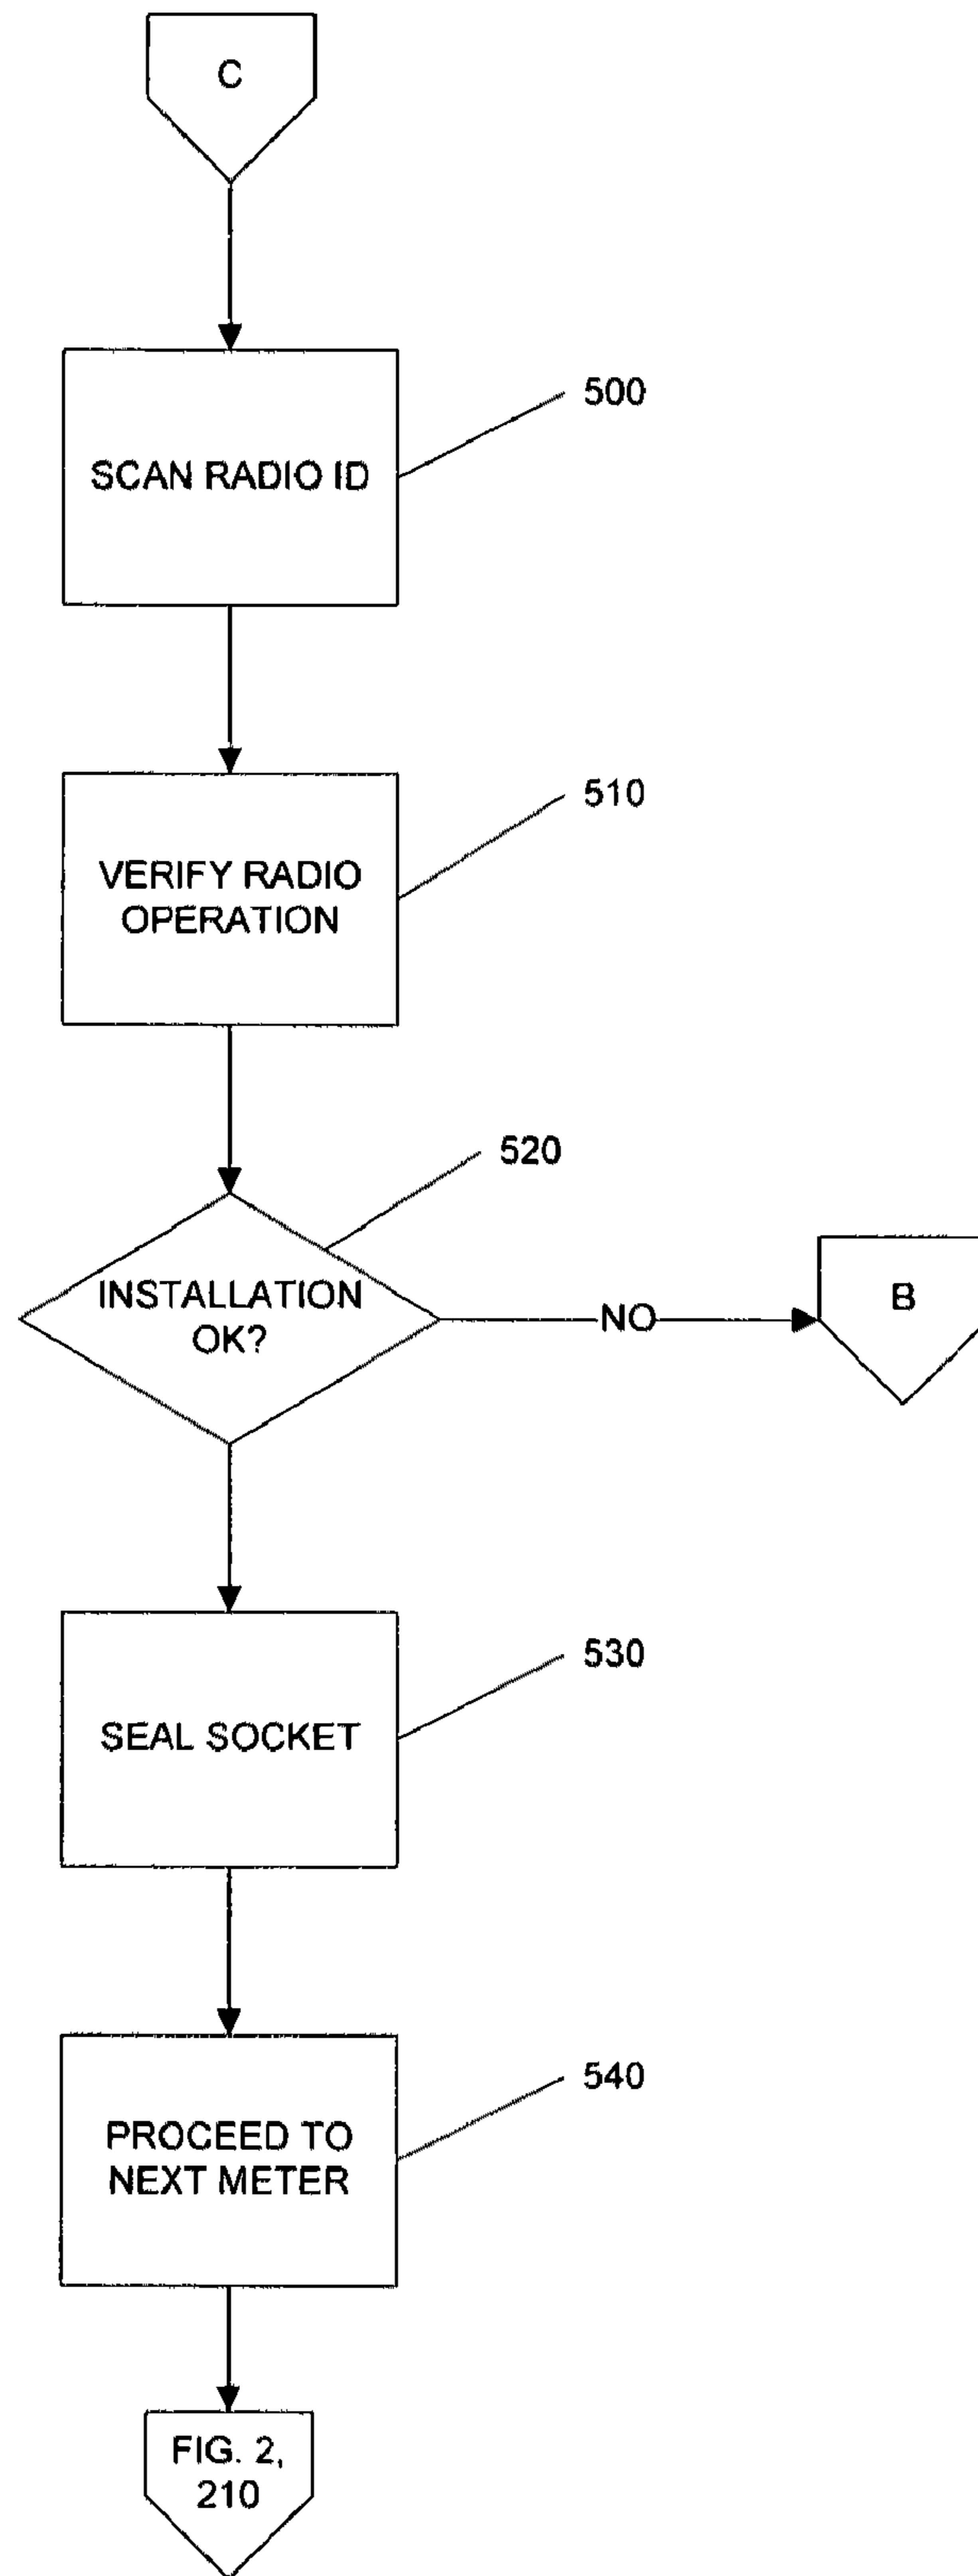 C
500
SCAN RADIO ID
510
VERIFY RADIO
OPERATION
520
INSTALLATION
OK?
NO
B
530
SEAL SOCKET
540
PROCEED TO
NEXT METER
FIG. 2,
210